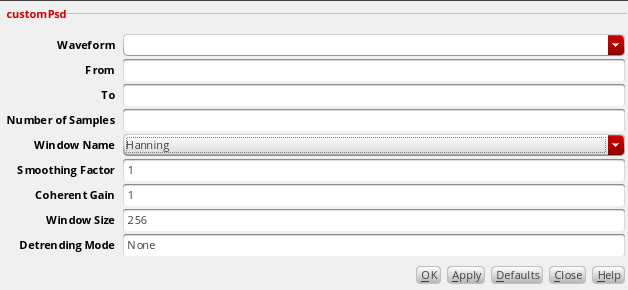 customPsd
Waveform
From
To
Number of Samples
Window Name Hanning
Smoothing Factor 1
Coherent Gain 1
Window Size 256
Detrending Mode None
OK Apply Defaults Close Help